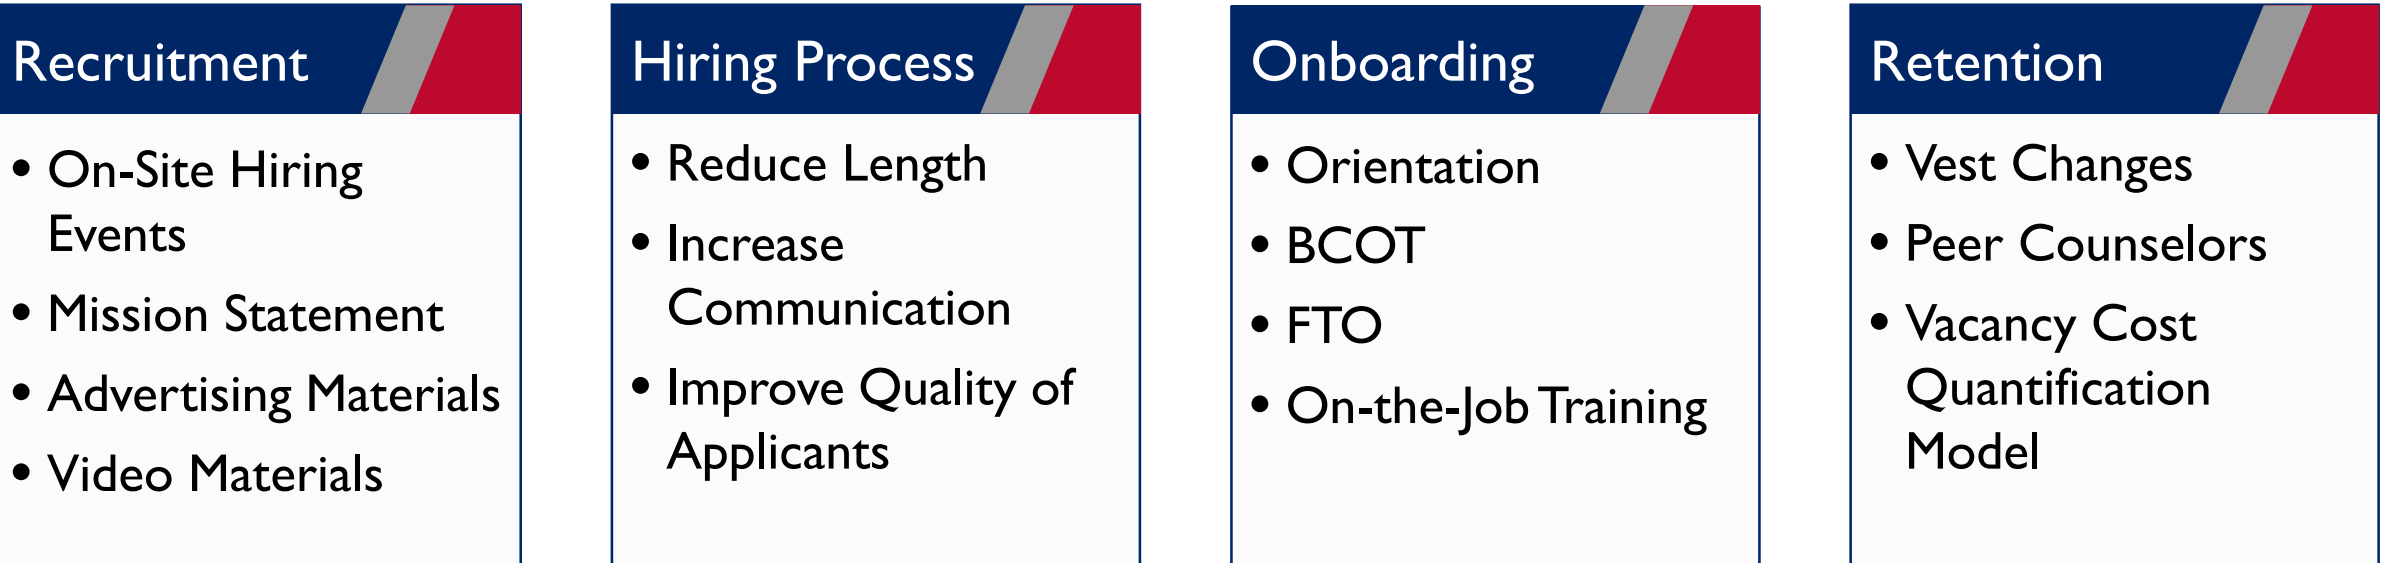 Recruitment
• On-Site Hiring
Events
• Mission Statement
• Advertising Materials
• Video Materials
Hiring Process
• Reduce Length
• Increase
Communication
• Improve Quality of
Applicants
Onboarding
• Orientation
• BCOT
• FTO
• On-the-Job Training
Retention
• Vest Changes
• Peer Counselors
• Vacancy Cost
Quantification
Model